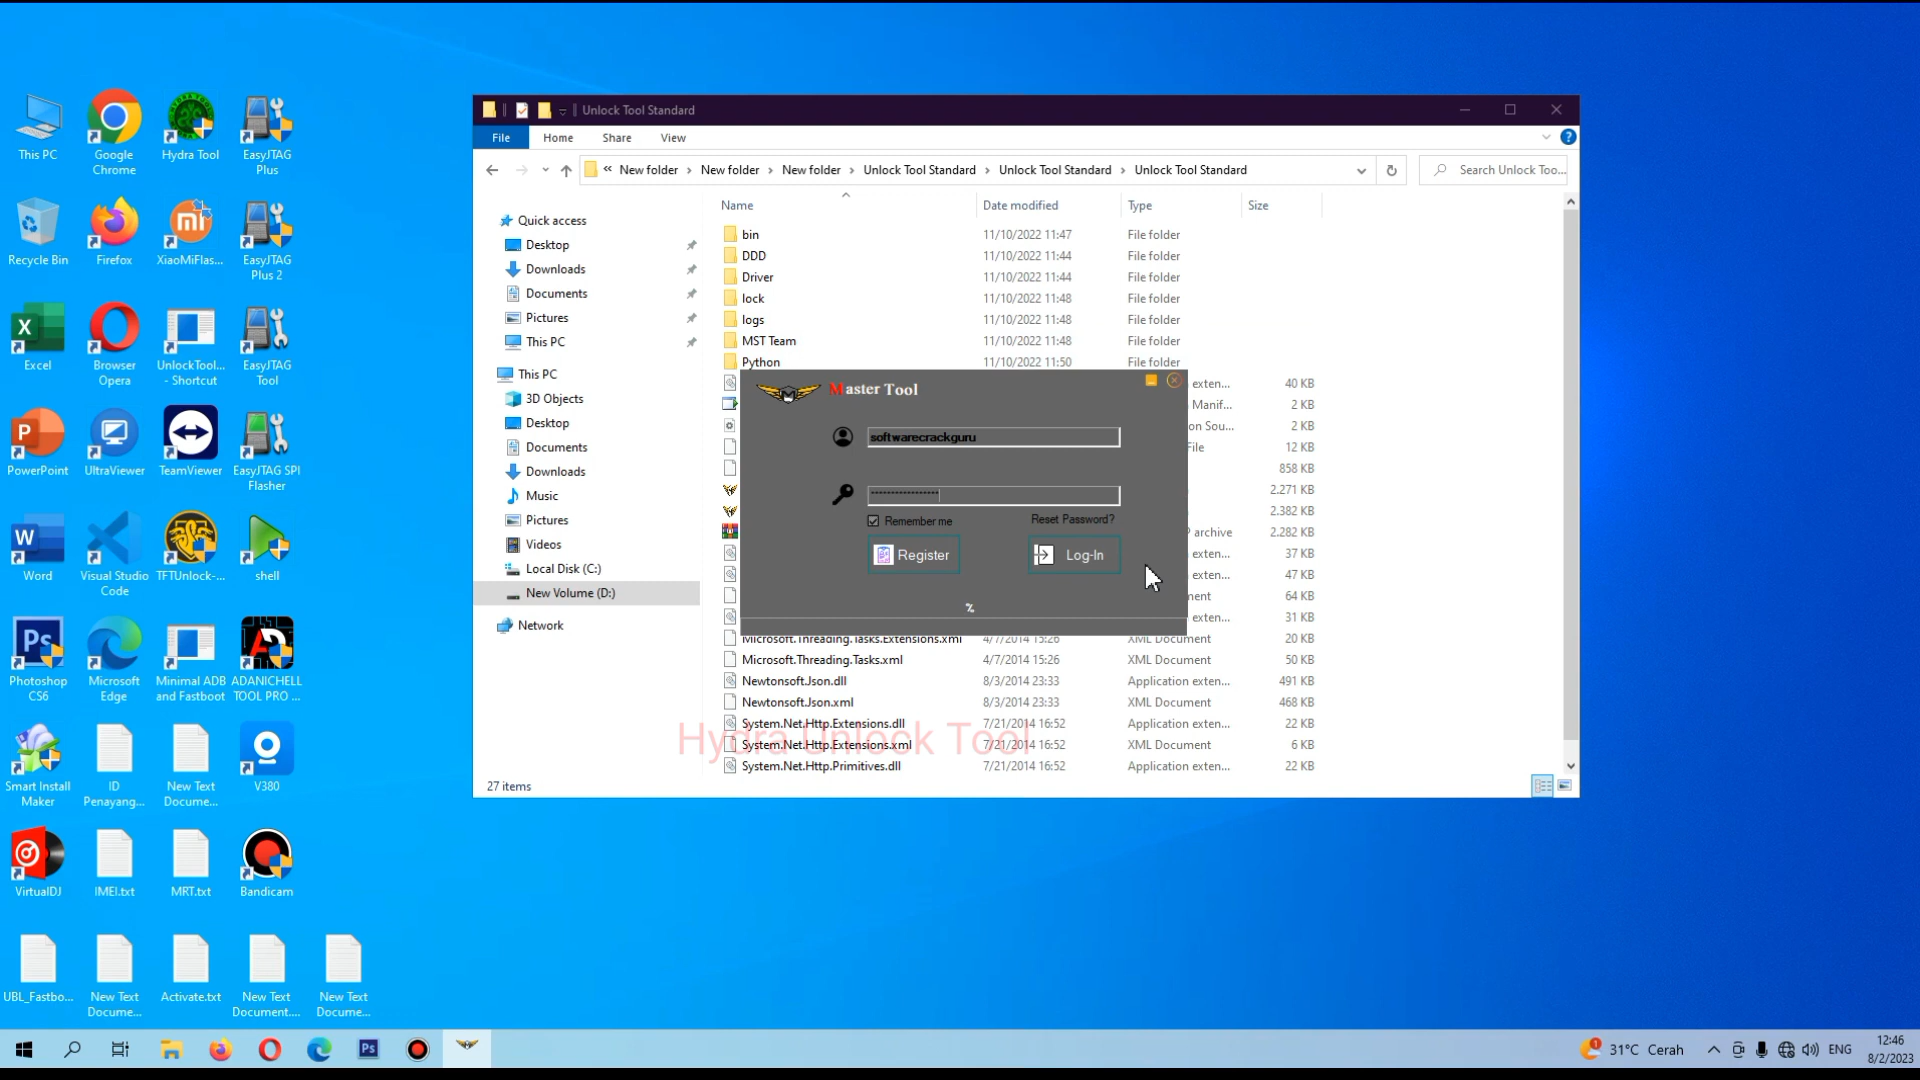 Unlock Tool Standard
File Home Share View
« New folder › New folder › New folder › Unlock Tool Standard › Unlock Tool Standard › Unlock Tool Standard
Search Unlock Too...
Name Date modified Type Size
Quick access
Desktop
Downloads
Documents
Pictures
This PC
This PC
3D Objects
Desktop
Documents
Downloads
Music
Pictures
Videos
Local Disk (C:)
New Volume (D:)
Network
bin 11/10/2022 11:47 File folder
DDD 11/10/2022 11:44 File folder
Driver 11/10/2022 11:44 File folder
lock 11/10/2022 11:48 File folder
logs 11/10/2022 11:48 File folder
MST Team 11/10/2022 11:48 File folder
Python 11/10/2022 11:50 File folder
exten... 40 KB
Manif... 2 KB
on Sou... 2 KB
File 12 KB
858 KB
2.271 KB
2.382 KB
archive 2.282 KB
exten... 37 KB
exten... 47 KB
ment 64 KB
exten... 31 KB
Microsoft.Threading.Tasks.Extensions.xml 4/7/2014 15:26 XML Document 20 KB
Microsoft.Threading.Tasks.xml 4/7/2014 15:26 XML Document 50 KB
Newtonsoft.Json.dll 8/3/2014 23:33 Application exten... 491 KB
Newtonsoft.Json.xml 8/3/2014 23:33 XML Document 468 KB
System.Net.Http.Extensions.dll 7/21/2014 16:52 Application exten... 22 KB
System.Net.Http.Extensions.xml 7/21/2014 16:52 XML Document 6 KB
System.Net.Http.Primitives.dll 7/21/2014 16:52 Application exten... 22 KB
27 items
Hydra Unlock Tool
Master Tool
softwarecrackguru
Remember me Reset Password?
Register Log-In
%
This PC
Google Chrome
Hydra Tool
EasyJTAG Plus
Recycle Bin
Firefox
XiaoMiFlas...
EasyJTAG Plus 2
Excel
Browser Opera
UnlockTool... - Shortcut
EasyJTAG Tool
PowerPoint
UltraViewer
TeamViewer
EasyJTAG SPI Flasher
Word
Visual Studio Code
TFTUnlock-...
shell
Photoshop CS6
Microsoft Edge
Minimal ADB and Fastboot
ADANICHELL TOOL PRO ...
Smart Install Maker
ID Penayang...
New Text Docume...
V380
VirtualDJ
IMEI.txt
MRT.txt
Bandicam
UBL_Fastbo...
New Text Docume...
Activate.txt
New Text Document....
New Text Docume...
31°C Cerah
ENG
12:46
8/2/2023